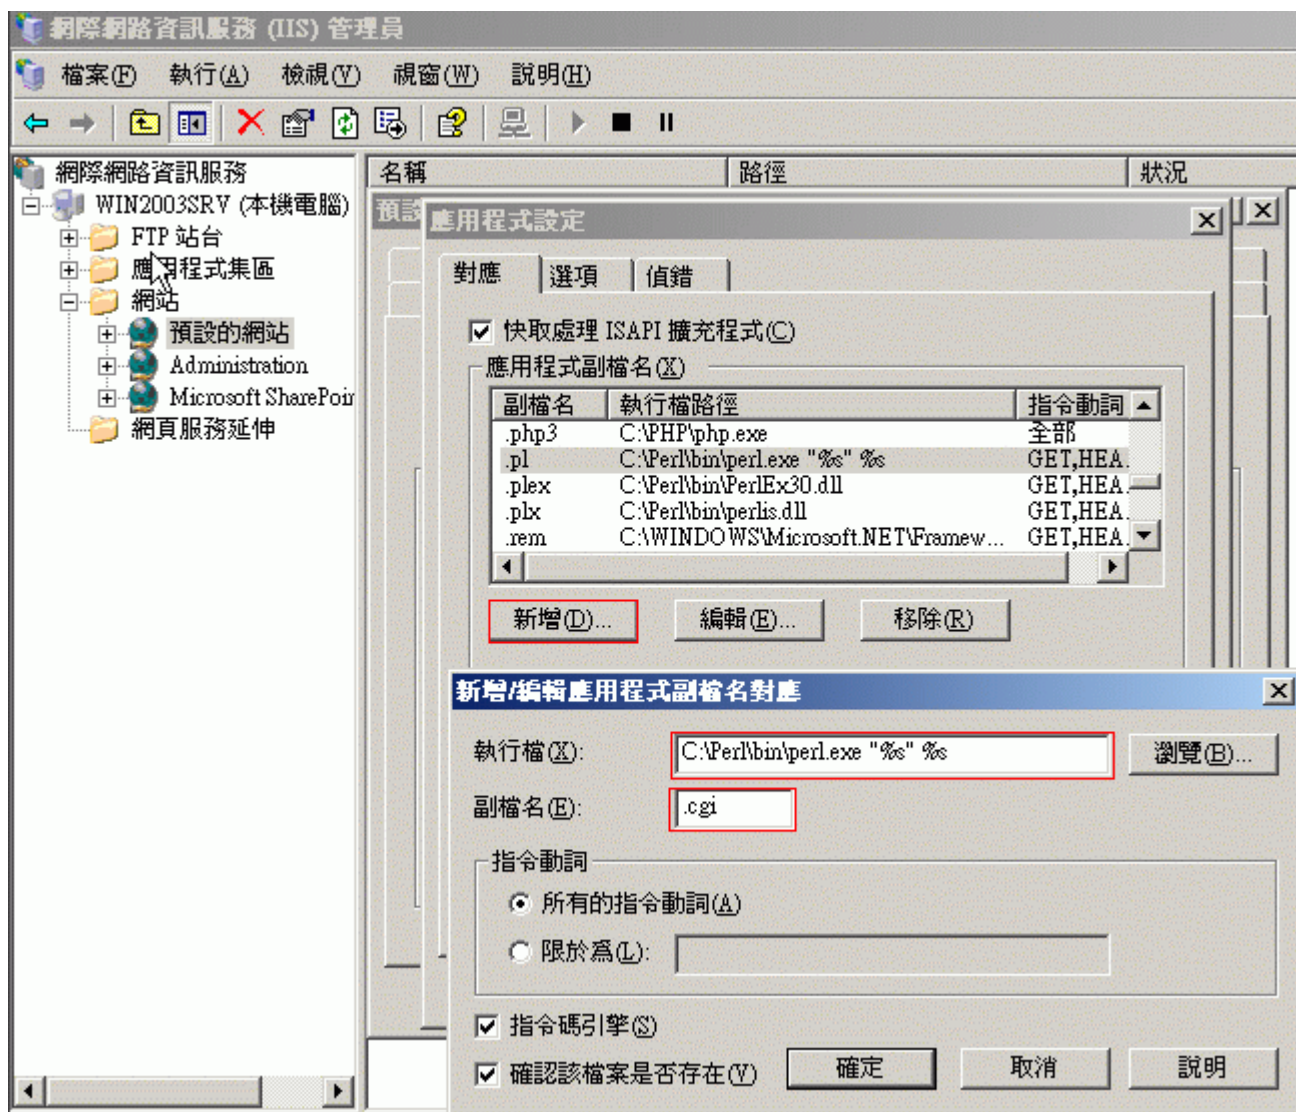 網際網路資訊服務 (IIS) 管理員
檔案(F) 執行(A) 檢視(V) 視窗(W) 說明(H)
網際網路資訊服務
WIN2003SRV (本機電腦)
FTP 站台
應用程式集區
網站
預設的網站
Administration
Microsoft SharePoin
網頁服務延伸
名稱 路徑 狀況
預設
應用程式設定
對應 選項 偵錯
快取處理 ISAPI 擴充程式(C)
應用程式副檔名(X)
副檔名 執行檔路徑 指令動詞
.php3 C:\PHP\php.exe 全部
.pl C:\Perl\bin\perl.exe "%s" %s GET,HEA...
.plex C:\Perl\bin\PerlEx30.dll GET,HEA...
.plx C:\Perl\bin\perlis.dll GET,HEA...
.rem C:\WINDOWS\Microsoft.NET\Framew... GET,HEA...
新增(D)... 編輯(E)... 移除(R)
新增/編輯應用程式副檔名對應
執行檔(X): C:\Perl\bin\perl.exe "%s" %s 瀏覽(B)...
副檔名(E): .cgi
指令動詞
所有的指令動詞(A)
限於為(L):
指令碼引擎(S)
確認該檔案是否存在(V) 確定 取消 說明